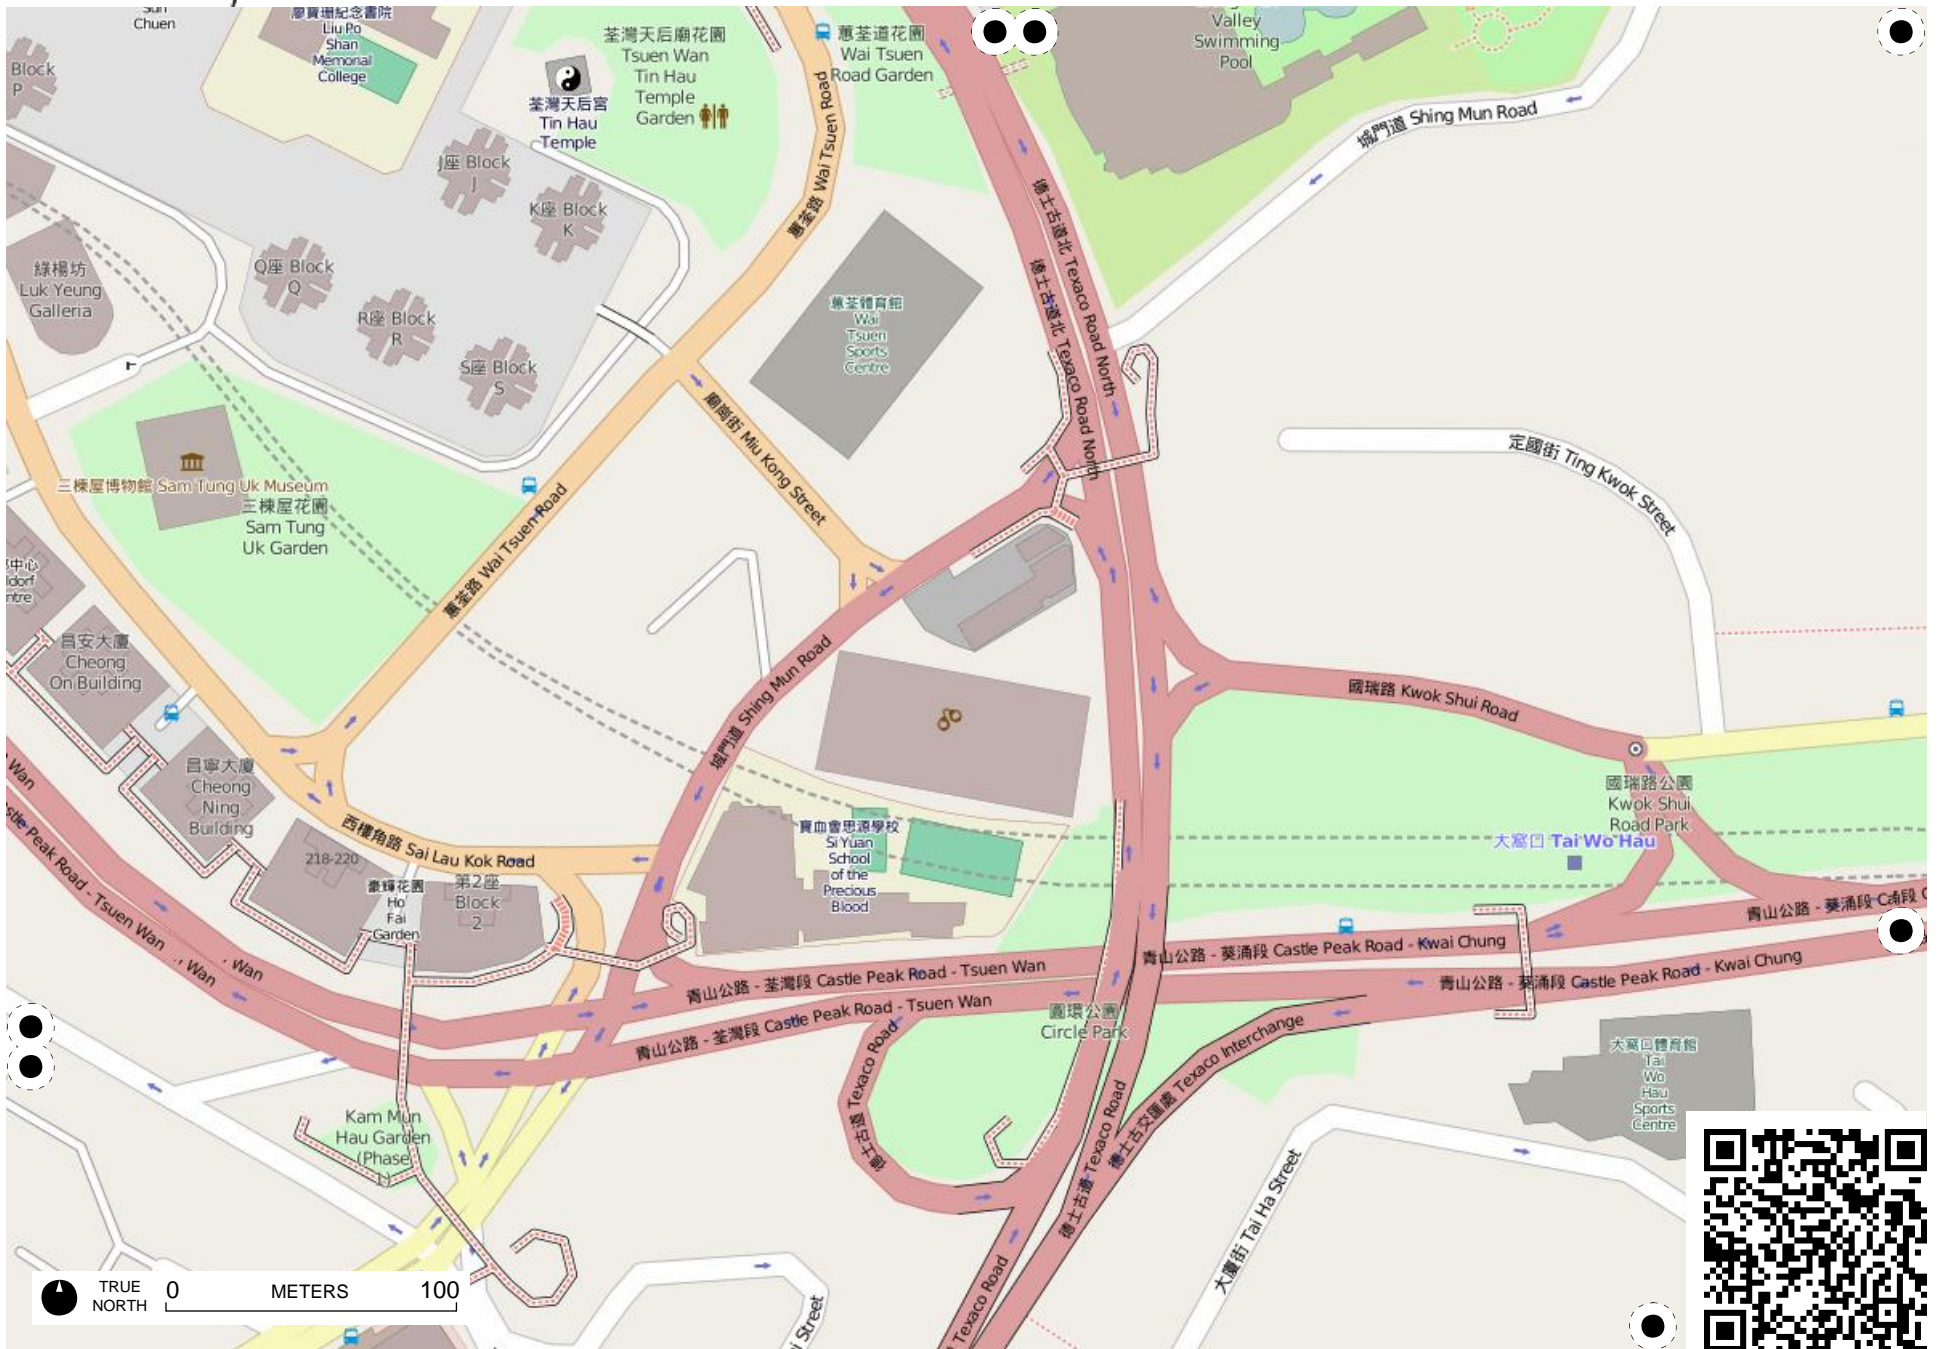 Chuen
廖寶珊紀念書院
Liu Po
Shan
Memorial
College
Block
P
荃灣天后廟花園
Tsuen Wan
Tin Hau
Temple
Garden
蕙荃道花園
Wai Tsuen
Road Garden
Valley
Swimming
Pool
荃灣天后宮
Tin Hau
Temple
城門道 Shing Mun Road
J座 Block
J
K座 Block
K
蕙荃路 Wai Tsuen Road
德士古道北 Texaco Road North
德士古道北 Texaco Road North
綠楊坊
Luk Yeung
Galleria
Q座 Block
Q
R座 Block
R
S座 Block
S
蕙荃體育館
Wai
Tsuen
Sports
Centre
廟崗街 Miu Kong Street
定國街 Ting Kwok Street
三棟屋博物館 Sam Tung Uk Museum
三棟屋花園
Sam Tung
Uk Garden
蕙荃路 Wai Tsuen Road
昌安大廈
Cheong
On Building
城門道 Shing Mun Road
國瑞路 Kwok Shui Road
昌寧大廈
Cheong
Ning
Building
國瑞路公園
Kwok Shui
Road Park
大窩口 Tai Wo Hau
西樓角路 Sai Lau Kok Road
寶血會思源學校
Si Yuan
School
of the
Precious
Blood
218-220
豪輝花園
Ho
Fai
Garden
第2座
Block
2
Wan
Castle Peak Road - Tsuen Wan
Wan
Wan
青山公路 - 荃灣段 Castle Peak Road - Tsuen Wan
青山公路 - 荃灣段 Castle Peak Road - Tsuen Wan
青山公路 - 葵涌段 Castle Peak Road - Kwai Chung
青山公路 - 葵涌段 Castle Peak Road - Kwai Chung
青山公路 - 葵涌段
圓環公園
Circle Park
德士古道 Texaco Road
德士古交匯處 Texaco Interchange
德士古道 Texaco Road
Texaco Road
大窩口體育館
Tai
Wo
Hau
Sports
Centre
Kam Mun
Hau Garden
(Phase
1)
大廈街 Tai Ha Street
Street
TRUE
NORTH
0 METERS 100